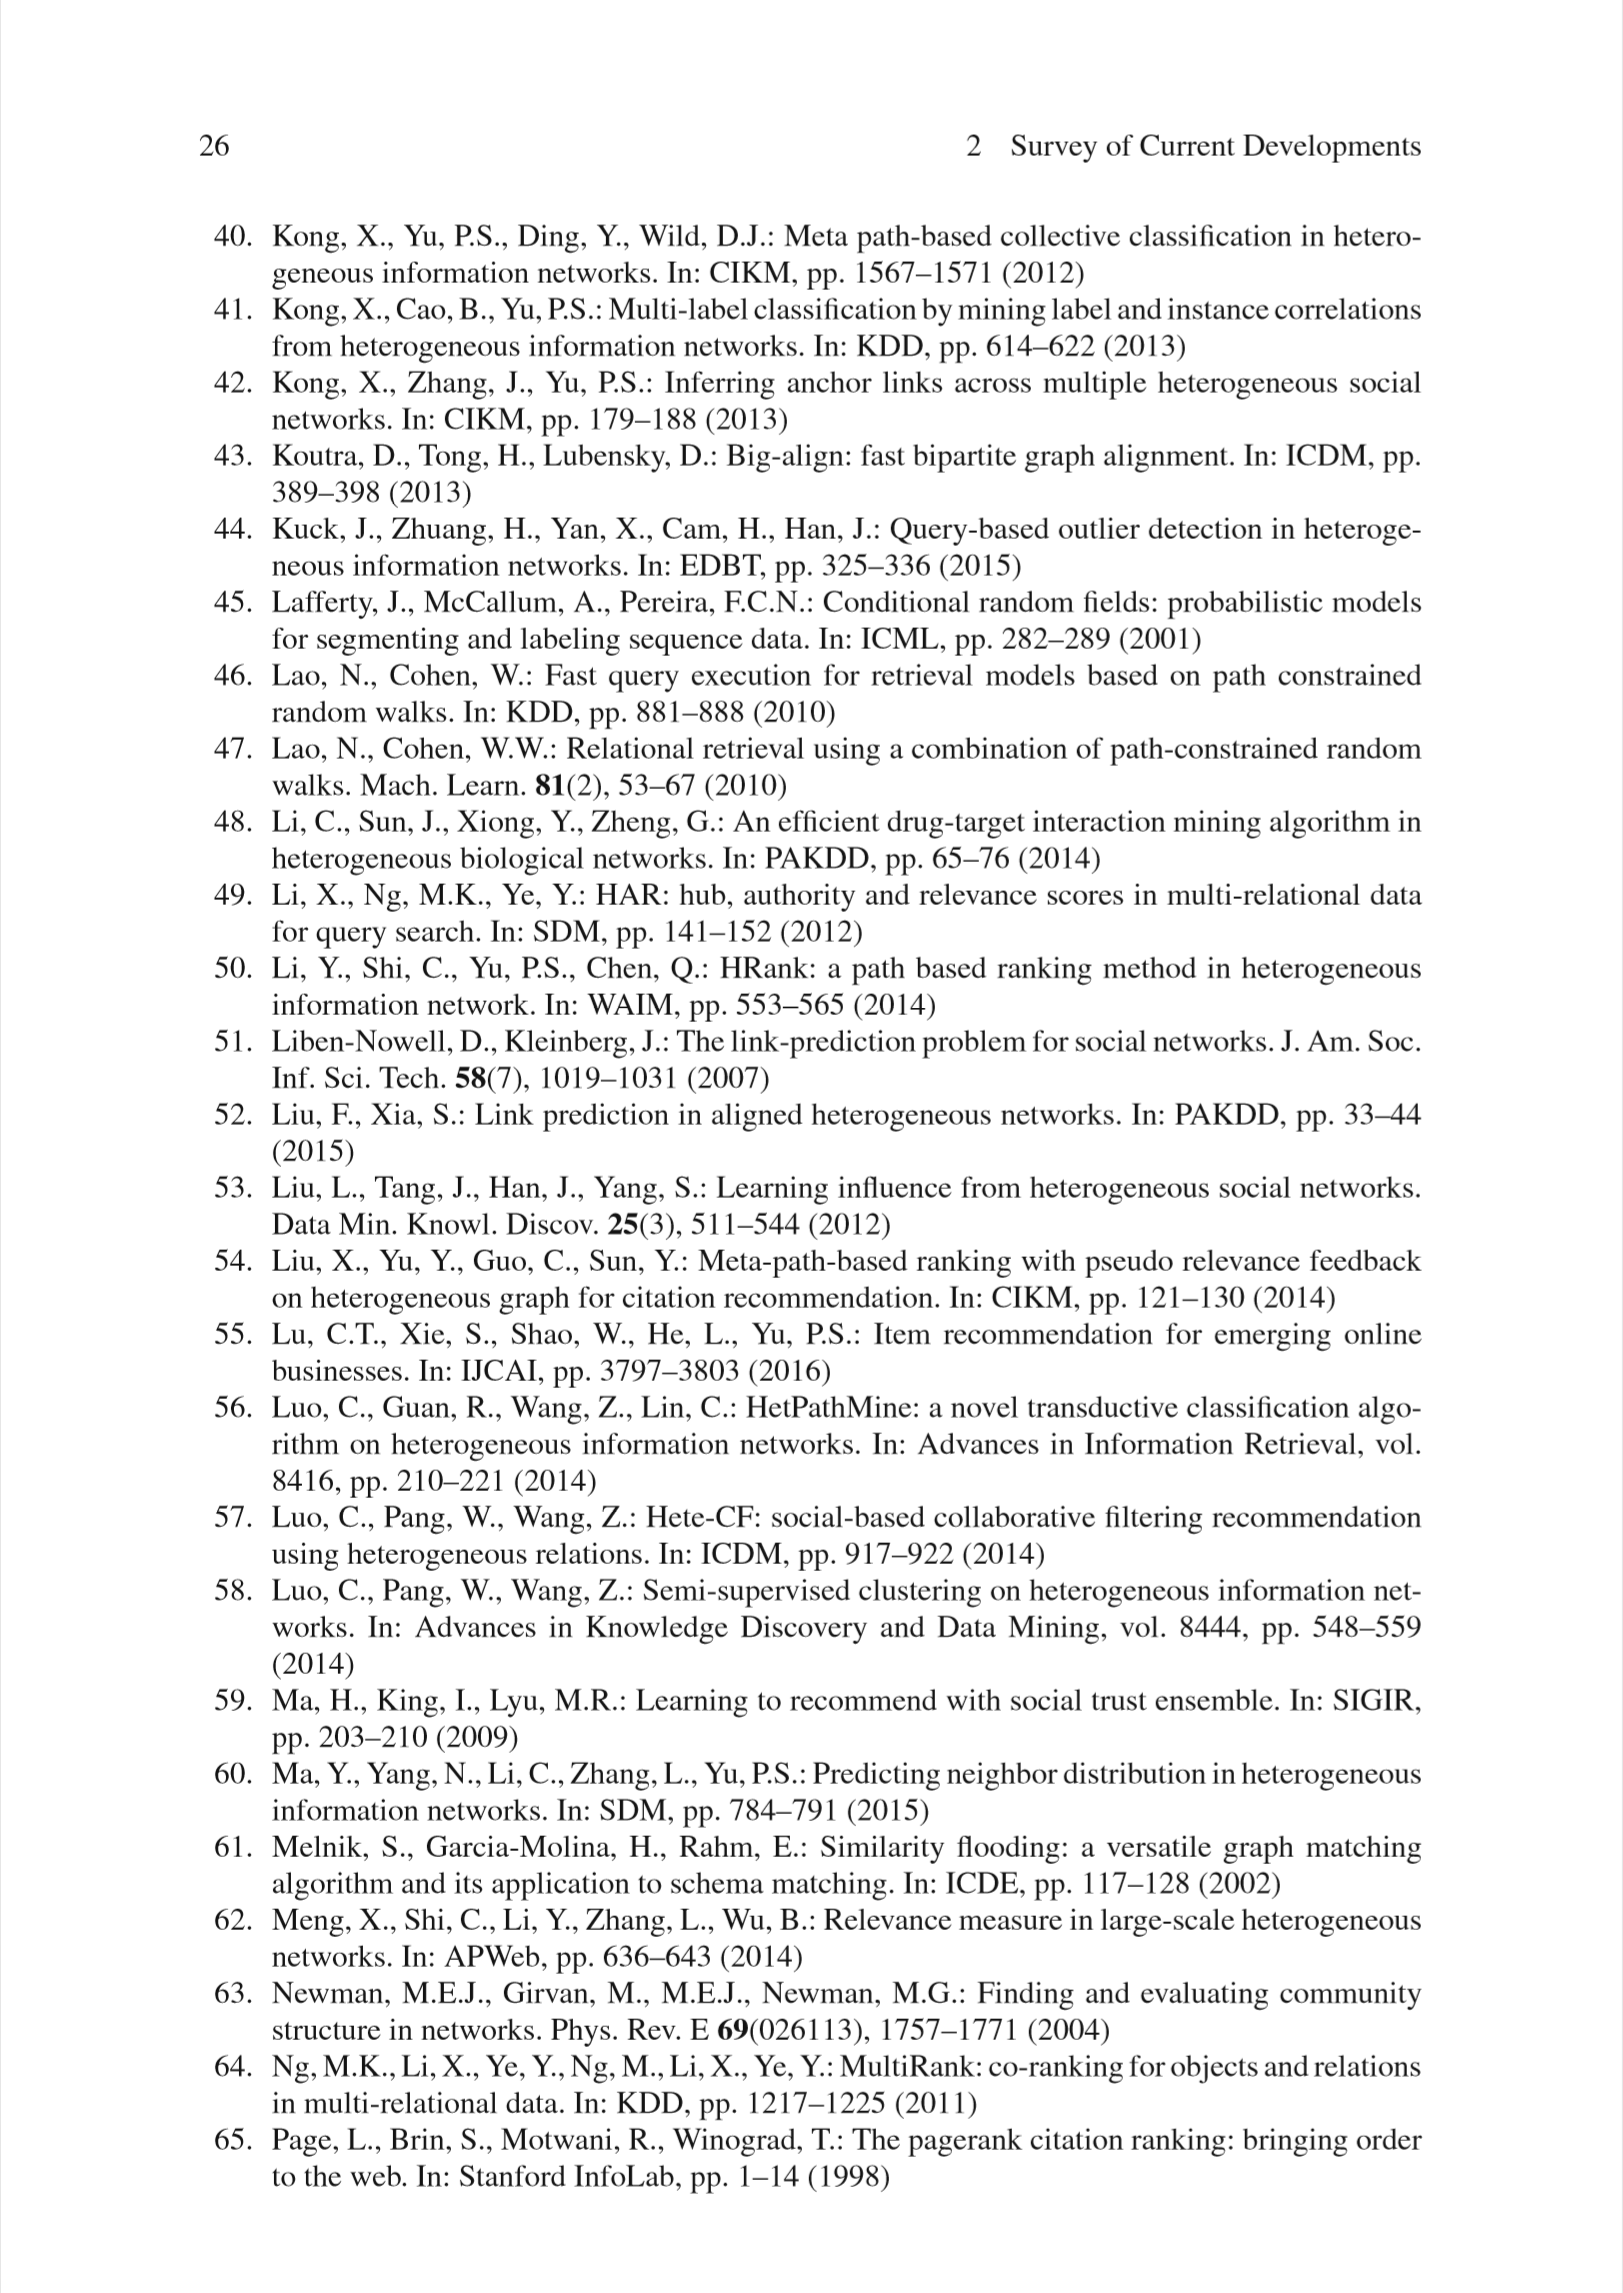 26 2 Survey of Current Developments
40. Kong, X., Yu, P.S., Ding, Y., Wild, D.J.: Meta path-based collective classification in hetero-
geneous information networks. In: CIKM, pp. 1567–1571 (2012)
41. Kong, X., Cao, B., Yu, P.S.: Multi-label classification by mining label and instance correlations
from heterogeneous information networks. In: KDD, pp. 614–622 (2013)
42. Kong, X., Zhang, J., Yu, P.S.: Inferring anchor links across multiple heterogeneous social
networks. In: CIKM, pp. 179–188 (2013)
43. Koutra, D., Tong, H., Lubensky, D.: Big-align: fast bipartite graph alignment. In: ICDM, pp.
389–398 (2013)
44. Kuck, J., Zhuang, H., Yan, X., Cam, H., Han, J.: Query-based outlier detection in heteroge-
neous information networks. In: EDBT, pp. 325–336 (2015)
45. Lafferty, J., McCallum, A., Pereira, F.C.N.: Conditional random fields: probabilistic models
for segmenting and labeling sequence data. In: ICML, pp. 282–289 (2001)
46. Lao, N., Cohen, W.: Fast query execution for retrieval models based on path constrained
random walks. In: KDD, pp. 881–888 (2010)
47. Lao, N., Cohen, W.W.: Relational retrieval using a combination of path-constrained random
walks. Mach. Learn. 81(2), 53–67 (2010)
48. Li, C., Sun, J., Xiong, Y., Zheng, G.: An efficient drug-target interaction mining algorithm in
heterogeneous biological networks. In: PAKDD, pp. 65–76 (2014)
49. Li, X., Ng, M.K., Ye, Y.: HAR: hub, authority and relevance scores in multi-relational data
for query search. In: SDM, pp. 141–152 (2012)
50. Li, Y., Shi, C., Yu, P.S., Chen, Q.: HRank: a path based ranking method in heterogeneous
information network. In: WAIM, pp. 553–565 (2014)
51. Liben-Nowell, D., Kleinberg, J.: The link-prediction problem for social networks. J. Am. Soc.
Inf. Sci. Tech. 58(7), 1019–1031 (2007)
52. Liu, F., Xia, S.: Link prediction in aligned heterogeneous networks. In: PAKDD, pp. 33–44
(2015)
53. Liu, L., Tang, J., Han, J., Yang, S.: Learning influence from heterogeneous social networks.
Data Min. Knowl. Discov. 25(3), 511–544 (2012)
54. Liu, X., Yu, Y., Guo, C., Sun, Y.: Meta-path-based ranking with pseudo relevance feedback
on heterogeneous graph for citation recommendation. In: CIKM, pp. 121–130 (2014)
55. Lu, C.T., Xie, S., Shao, W., He, L., Yu, P.S.: Item recommendation for emerging online
businesses. In: IJCAI, pp. 3797–3803 (2016)
56. Luo, C., Guan, R., Wang, Z., Lin, C.: HetPathMine: a novel transductive classification algo-
rithm on heterogeneous information networks. In: Advances in Information Retrieval, vol.
8416, pp. 210–221 (2014)
57. Luo, C., Pang, W., Wang, Z.: Hete-CF: social-based collaborative filtering recommendation
using heterogeneous relations. In: ICDM, pp. 917–922 (2014)
58. Luo, C., Pang, W., Wang, Z.: Semi-supervised clustering on heterogeneous information net-
works. In: Advances in Knowledge Discovery and Data Mining, vol. 8444, pp. 548–559
(2014)
59. Ma, H., King, I., Lyu, M.R.: Learning to recommend with social trust ensemble. In: SIGIR,
pp. 203–210 (2009)
60. Ma, Y., Yang, N., Li, C., Zhang, L., Yu, P.S.: Predicting neighbor distribution in heterogeneous
information networks. In: SDM, pp. 784–791 (2015)
61. Melnik, S., Garcia-Molina, H., Rahm, E.: Similarity flooding: a versatile graph matching
algorithm and its application to schema matching. In: ICDE, pp. 117–128 (2002)
62. Meng, X., Shi, C., Li, Y., Zhang, L., Wu, B.: Relevance measure in large-scale heterogeneous
networks. In: APWeb, pp. 636–643 (2014)
63. Newman, M.E.J., Girvan, M., M.E.J., Newman, M.G.: Finding and evaluating community
structure in networks. Phys. Rev. E 69(026113), 1757–1771 (2004)
64. Ng, M.K., Li, X., Ye, Y., Ng, M., Li, X., Ye, Y.: MultiRank: co-ranking for objects and relations
in multi-relational data. In: KDD, pp. 1217–1225 (2011)
65. Page, L., Brin, S., Motwani, R., Winograd, T.: The pagerank citation ranking: bringing order
to the web. In: Stanford InfoLab, pp. 1–14 (1998)